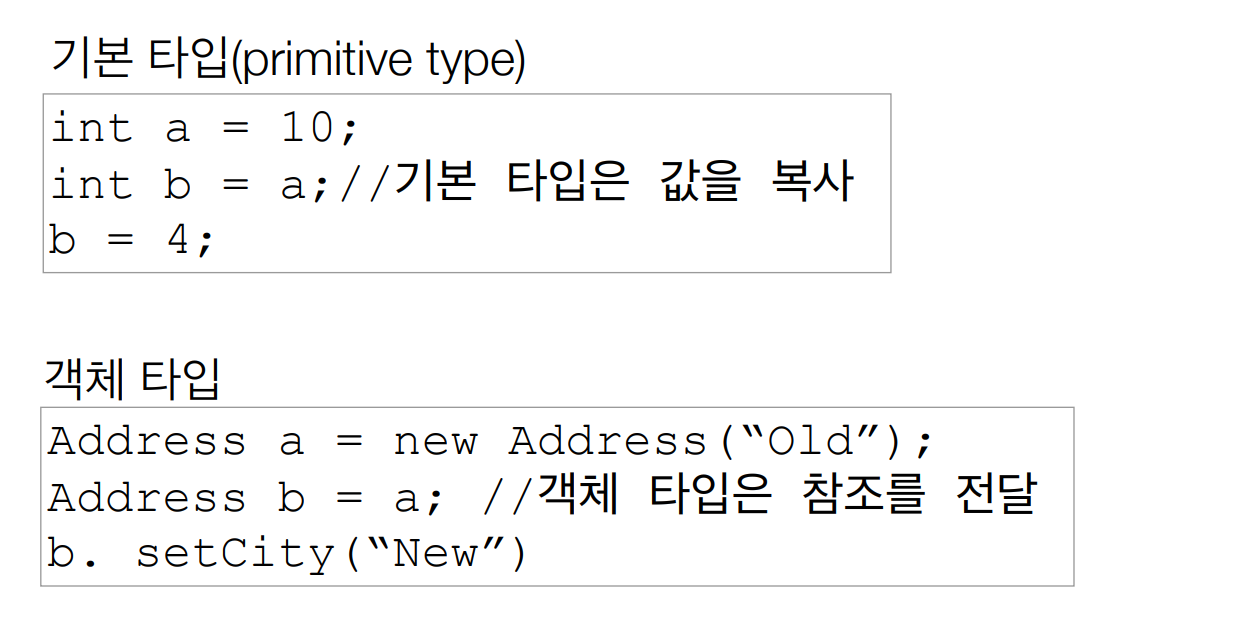 기본 타입(primitive type)
int a = 10;
int b = a;//기본 타입은 값을 복사
b = 4;
객체 타입
Address a = new Address(“Old”);
Address b = a; //객체 타입은 참조를 전달
b. setCity(“New”)